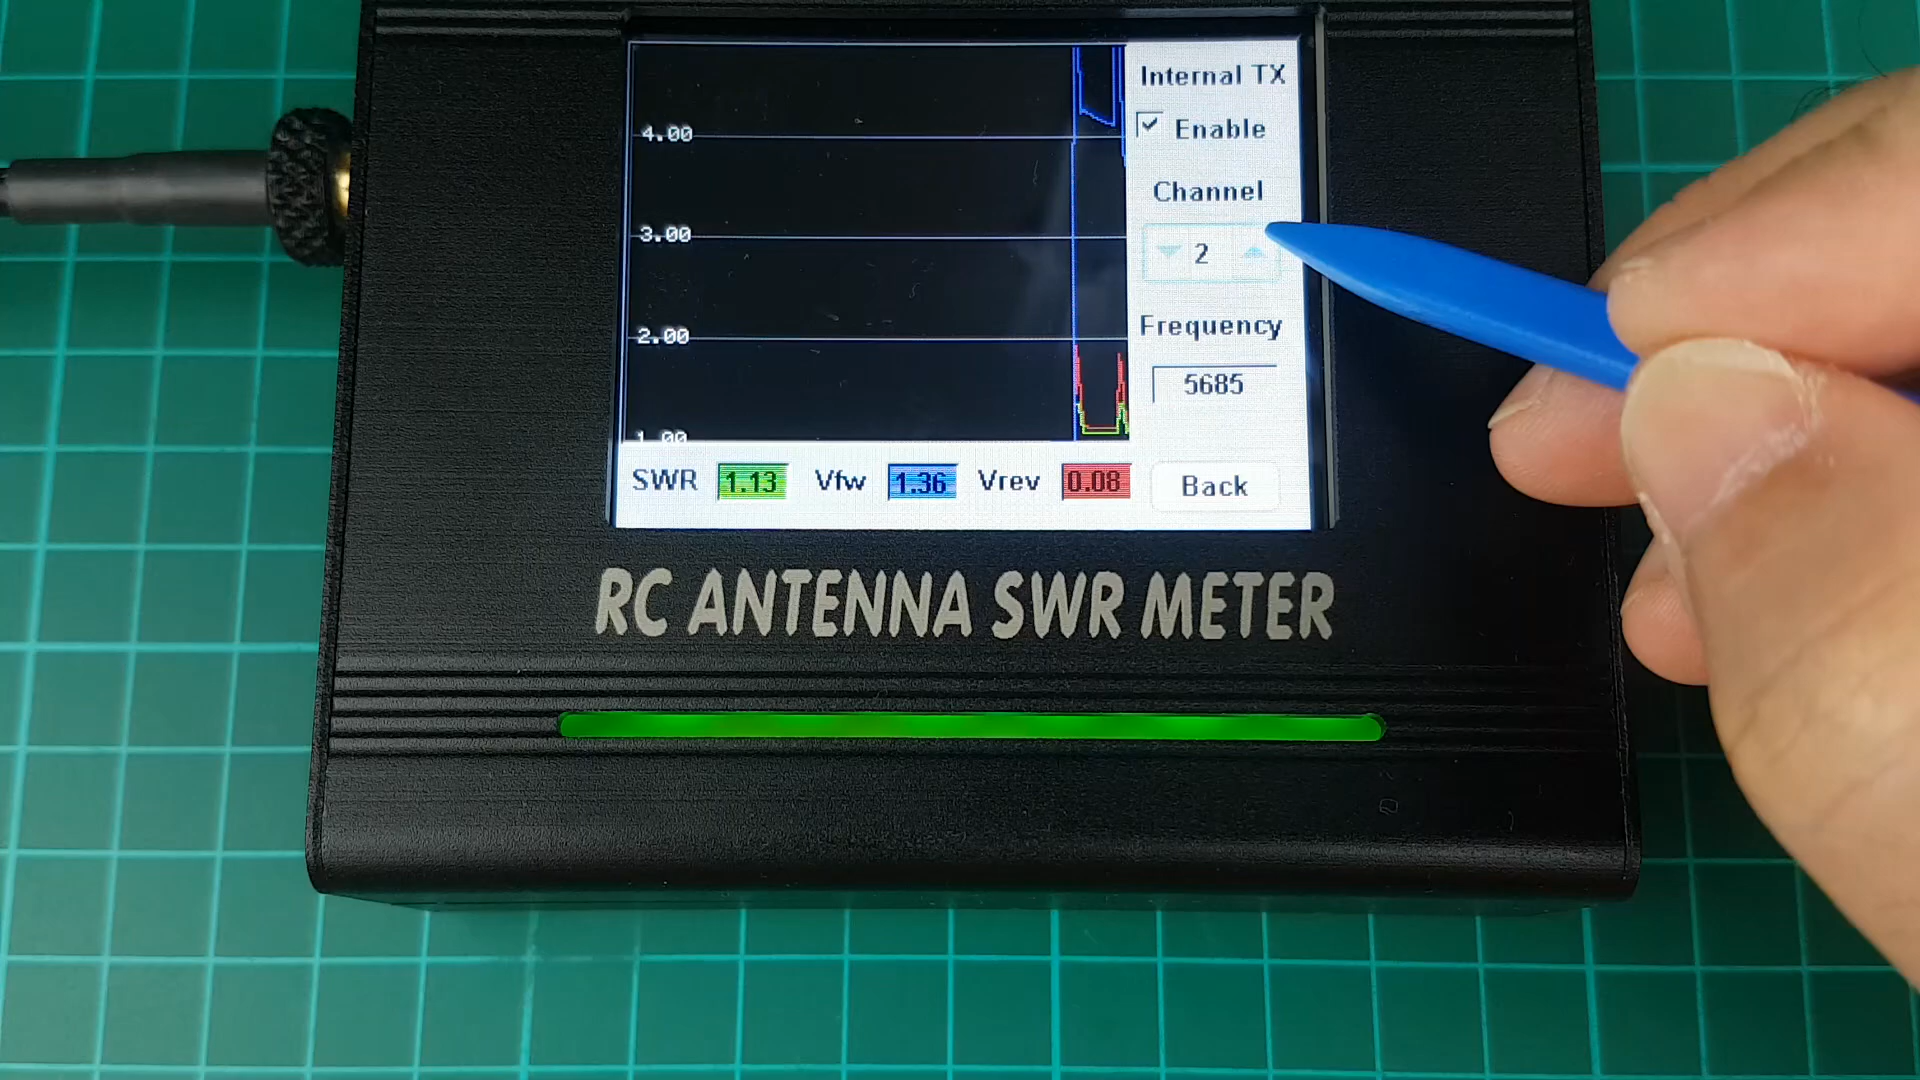 Internal TX
4.00
Enable
Channel
3.00
2
2.00
Frequency
5685
1.00
SWR 1.13 Vfw 1.36 Vrev 0.08 Back
RC ANTENNA SWR METER